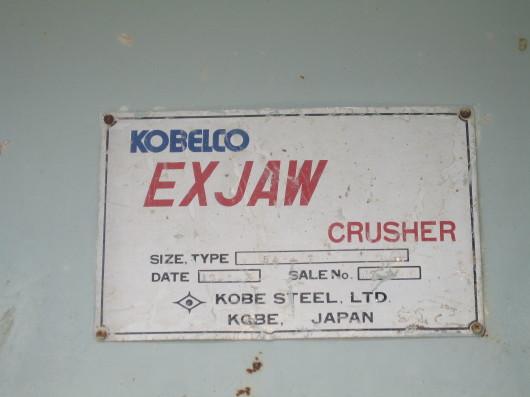 KOBELCO
EXJAW
CRUSHER
SIZE, TYPE
DATE SALE No.
KOBE STEEL, LTD.
KOBE, JAPAN